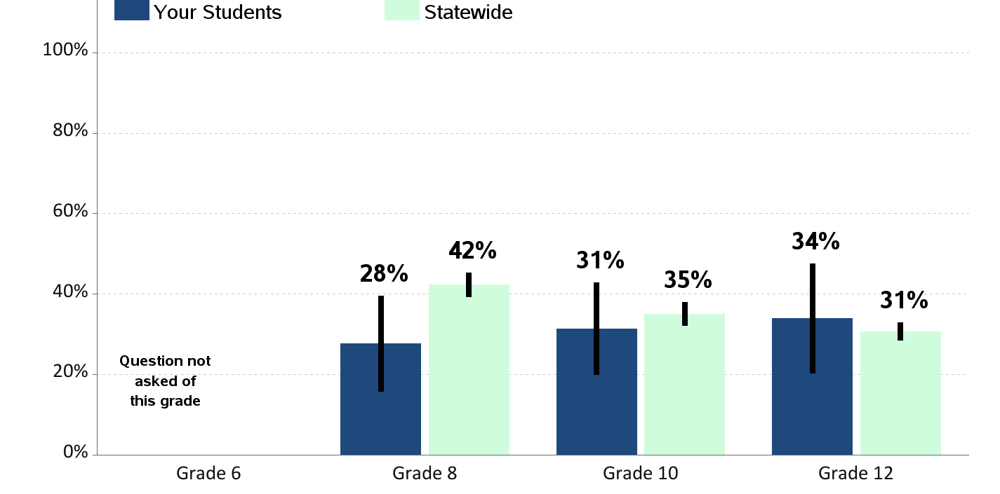 Your Students Statewide
100%
80%
60%
40%
20%
0%
28%
42%
31%
35%
34%
31%
Question not
asked of
this grade
Grade 6 Grade 8 Grade 10 Grade 12